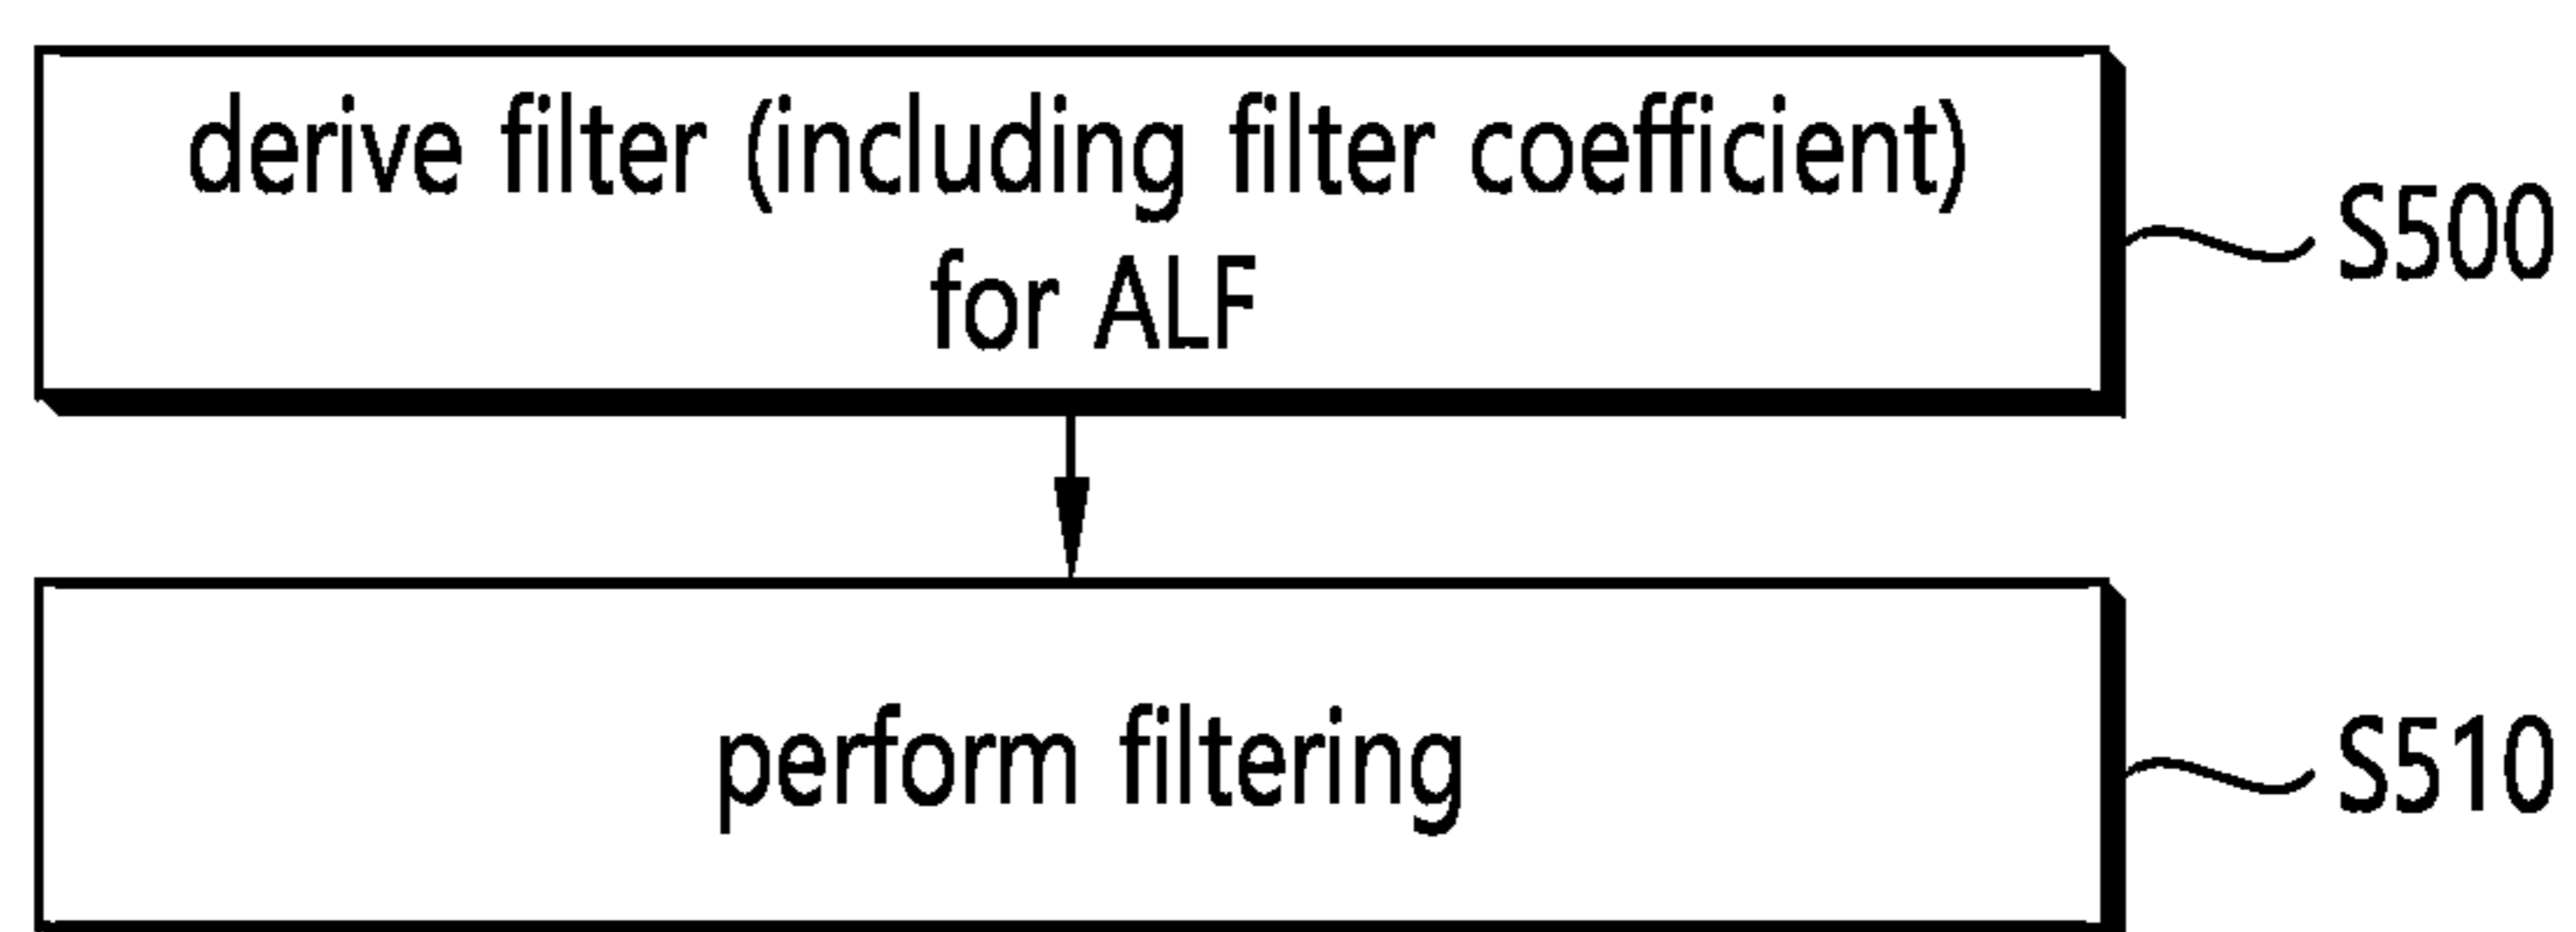 derive filter (including filter coefficient)
for ALF
S500
perform filtering
S510